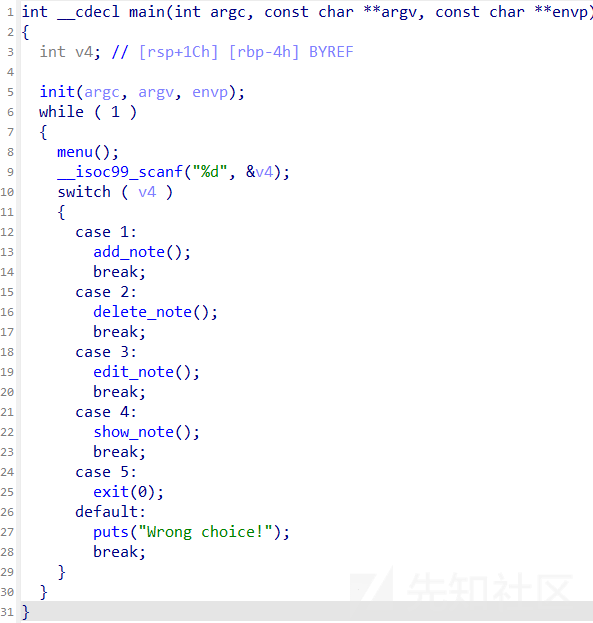 1 int __cdecl main(int argc, const char **argv, const char **envp)
2 {
3   int v4; // [rsp+1Ch] [rbp-4h] BYREF
4
5   init(argc, argv, envp);
6   while ( 1 )
7   {
8     menu();
9     __isoc99_scanf("%d", &v4);
10     switch ( v4 )
11     {
12       case 1:
13         add_note();
14         break;
15       case 2:
16         delete_note();
17         break;
18       case 3:
19         edit_note();
20         break;
21       case 4:
22         show_note();
23         break;
24       case 5:
25         exit(0);
26       default:
27         puts("Wrong choice!");
28         break;
29     }
30   }
31 }
先知社区